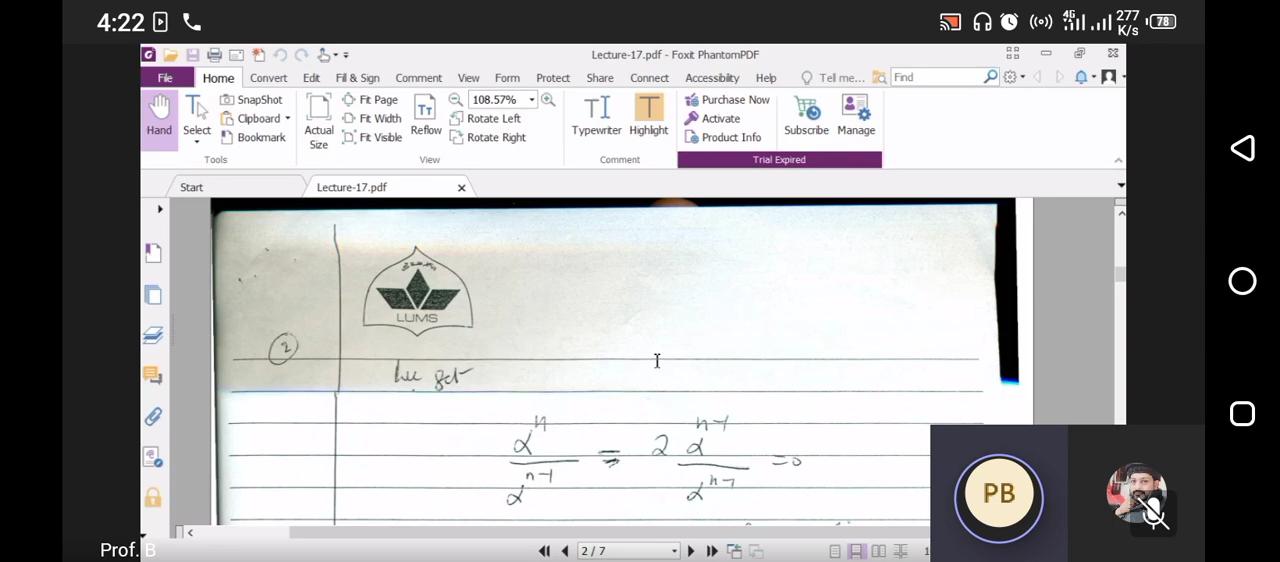 4:22
4G
277
K/s
78
Lecture-17.pdf - Foxit PhantomPDF
File Home Convert Edit Fill & Sign Comment View Form Protect Share Connect Accessibility Help Tell me... Find
Hand
Select
SnapShot
Clipboard
Bookmark
Tools
Actual
Size
Fit Page
Fit Width
Fit Visible
Reflow
108.57%
Rotate Left
Rotate Right
View
Typewriter
Highlight
Comment
Purchase Now
Activate
Product Info
Subscribe
Manage
Trial Expired
Start
Lecture-17.pdf
LUMS
2
we get
α^n / α^(n-1) = 2 α^(n-1) / α^(n-1) = 0
PB
Prof. B
2 / 7